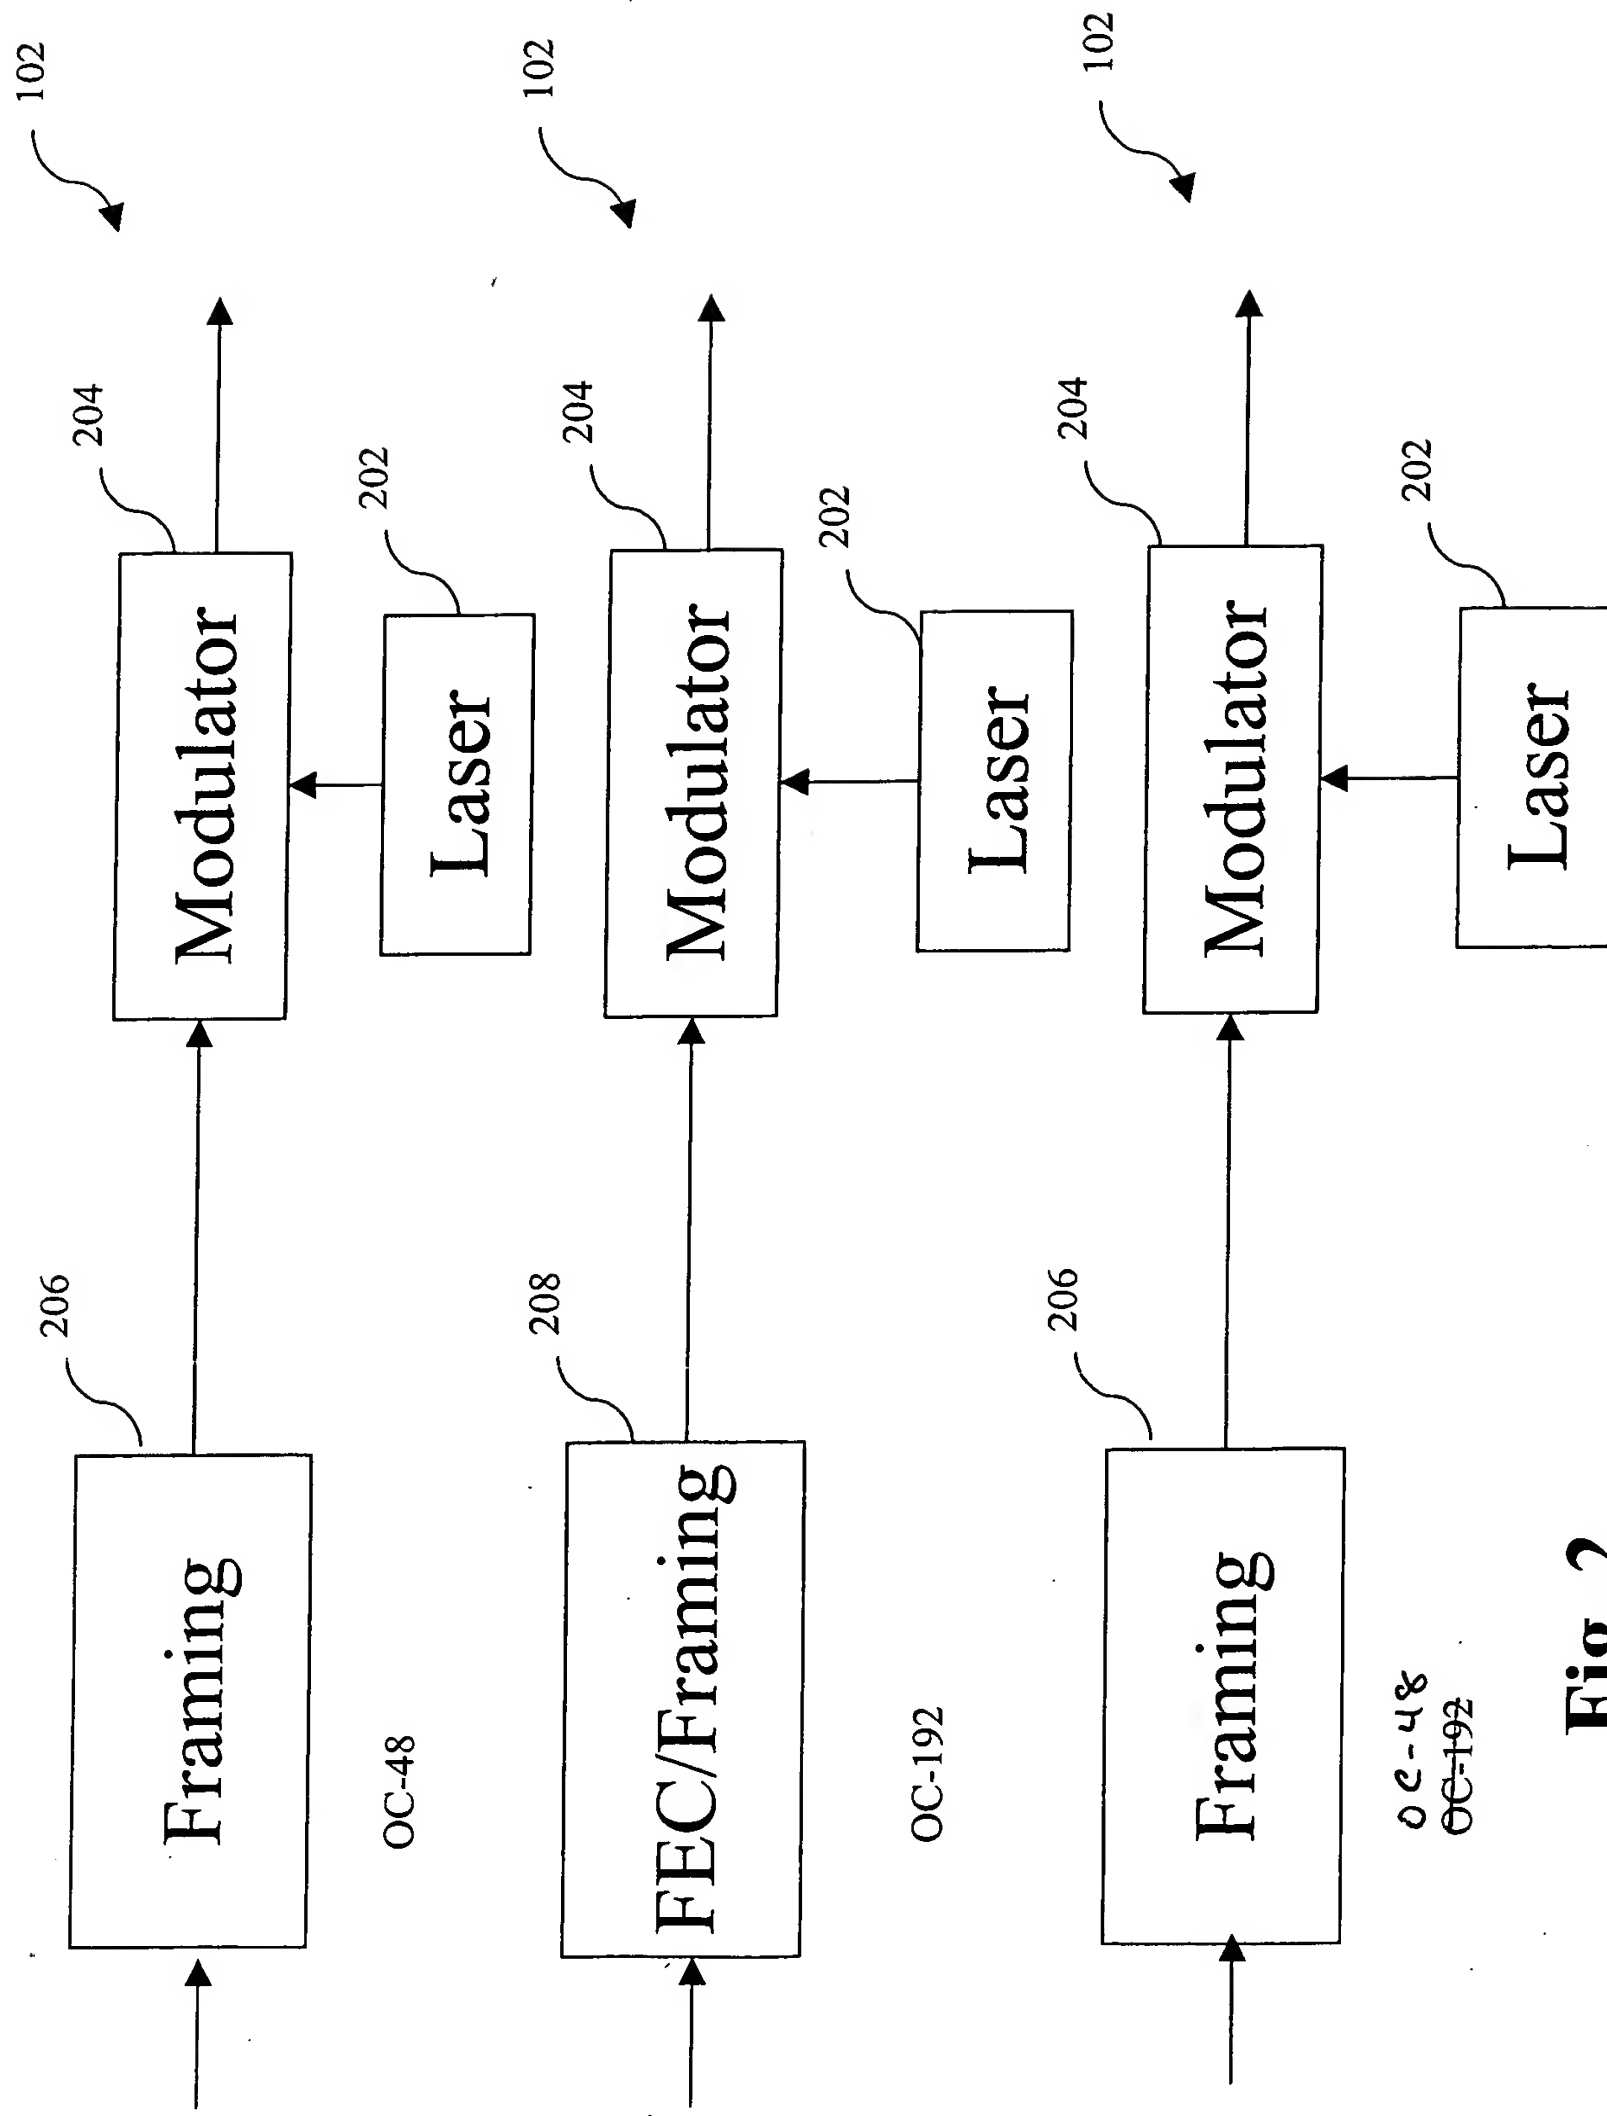 102
204
206
Framing
Modulator
202
Laser
OC-48
102
204
208
FEC/Framing
Modulator
202
Laser
OC-192
102
204
206
Framing
Modulator
202
Laser
OC-48
OC-192
Fig. 2